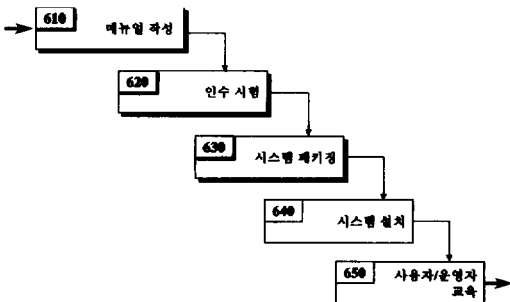 610
메뉴얼 작성
620
인수 시험
630
시스템 패키징
640
시스템 설치
650
사용자/운영자
교육